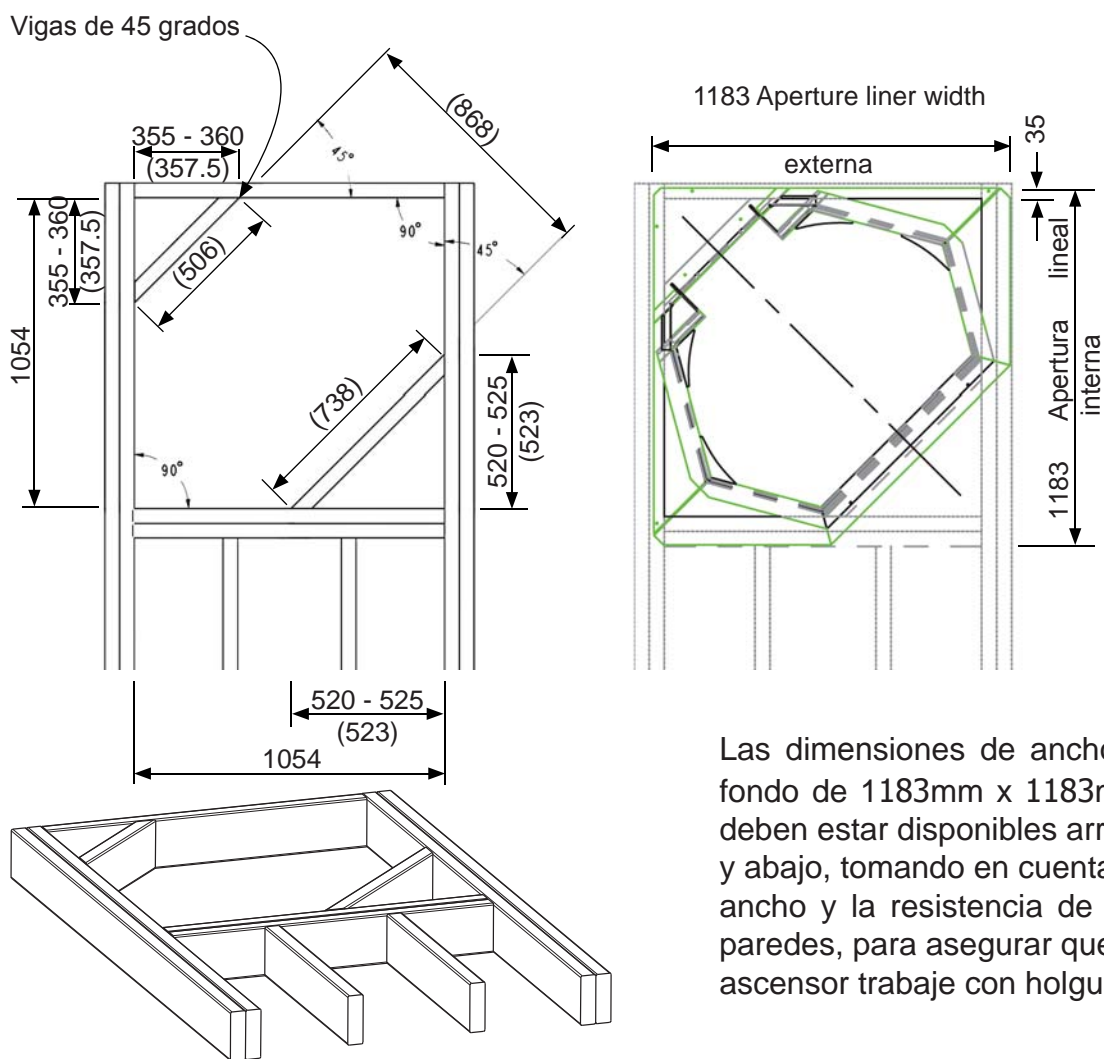 Vigas de 45 grados
355 - 360
(357.5)
45°
(868)
355 - 360
(357.5)
90°
45°
(506)
1054
(738)
520 - 525
(523)
90°
520 - 525
(523)
1054
1183 Aperture liner width
externa
35
1183 Apertura lineal
interna
Las dimensiones de ancho
fondo de 1183mm x 1183
deben estar disponibles
y abajo, tomando en cuenta
ancho y la resistencia de
paredes, para asegurar que
ascensor trabaje con